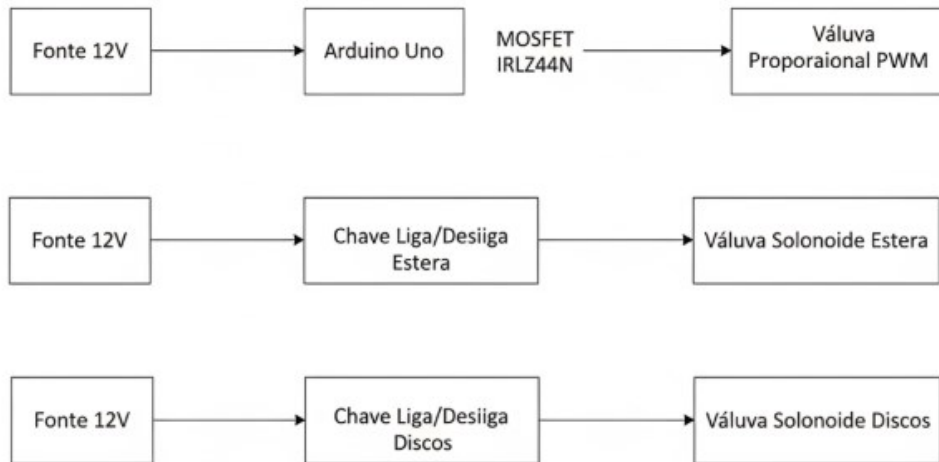 Fonte 12V
Arduino Uno
MOSFET
IRLZ44N
Váluva
Proporaional PWM
Fonte 12V
Chave Liga/Desiiga
Estera
Váluva Solonoide Estera
Fonte 12V
Chave Liga/Desiiga
Discos
Váluva Solonoide Discos